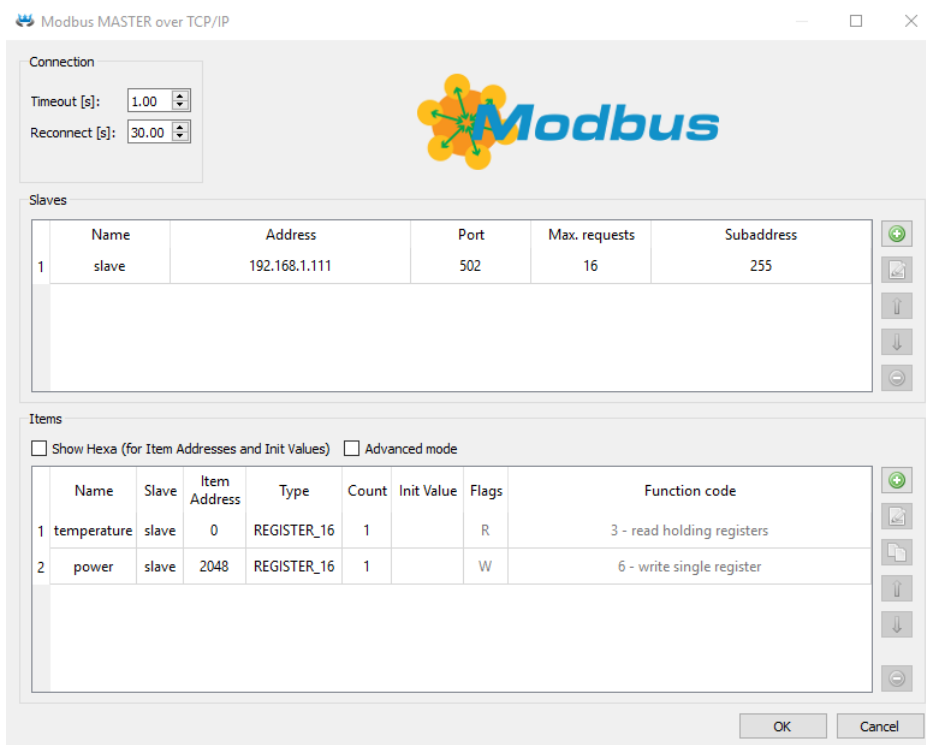 Modbus MASTER over TCP/IP
Connection
Timeout [s]: 1.00
Reconnect [s]: 30.00
Modbus
Slaves
Name Address Port Max. requests Subaddress
1 slave 192.168.1.111 502 16 255
Items
Show Hexa (for Item Addresses and Init Values) Advanced mode
Name Slave Item Address Type Count Init Value Flags Function code
1 temperature slave 0 REGISTER_16 1 R 3 - read holding registers
2 power slave 2048 REGISTER_16 1 W 6 - write single register
OK Cancel